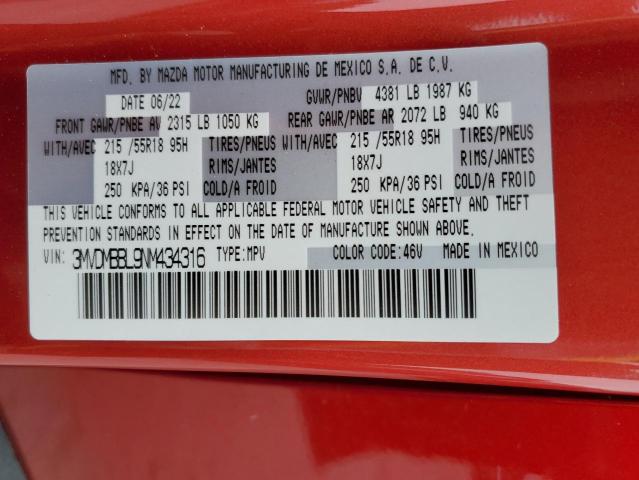 MFD. BY MAZDA MOTOR MANUFACTURING DE MEXICO S.A. DE C.V.
DATE 06/22 GVWR/PNBV 4381 LB 1987 KG
FRONT GAWR/PNBE AV 2315 LB 1050 KG REAR GAWR/PNBE AR 2072 LB 940 KG
WITH/AVEC 215 /55R18 95H TIRES/PNEUS WITH/AVEC 215 /55R18 95H TIRES/PNEUS
18X7J RIMS/JANTES 18X7J RIMS/JANTES
250 KPA/36 PSI COLD/A FROID 250 KPA/36 PSI COLD/A FROID
THIS VEHICLE CONFORMS TO ALL APPLICABLE FEDERAL MOTOR VEHICLE SAFETY AND THEFT
PREVENTION STANDARDS IN EFFECT ON THE DATE OF MANUFACTURE SHOWN ABOVE.
VIN: 3MVDMBBL9NM434316 TYPE:MPV COLOR CODE:46V MADE IN MEXICO